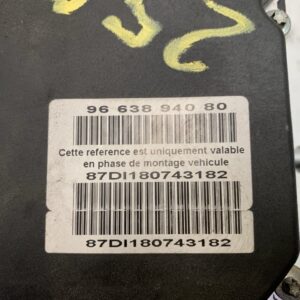 96 638 940 80
Cette reference est uniquement valable
en phase de montage vehicule
87DI180743182
87DI180743182